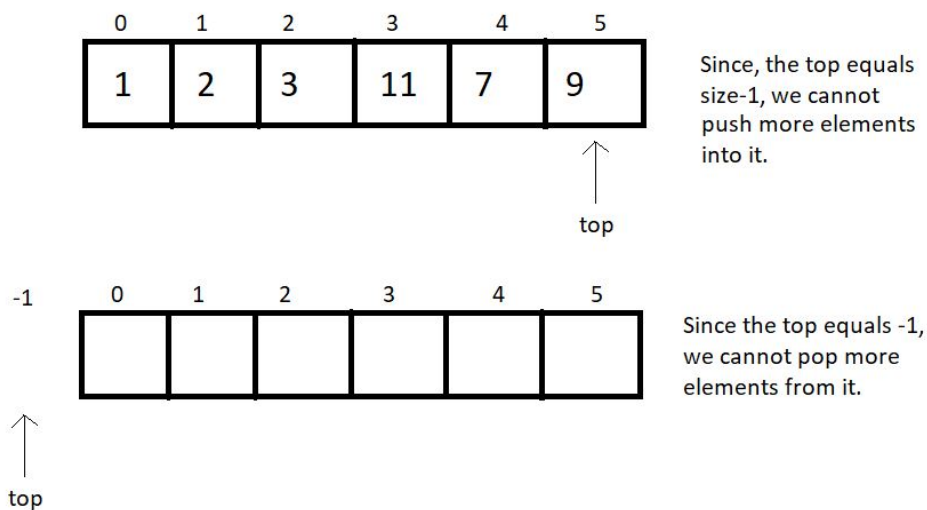 0 1 2 3 4 5
1 2 3 11 7 9
Since, the top equals
size-1, we cannot
push more elements
into it.
top
-1 0 1 2 3 4 5
Since the top equals -1,
we cannot pop more
elements from it.
top